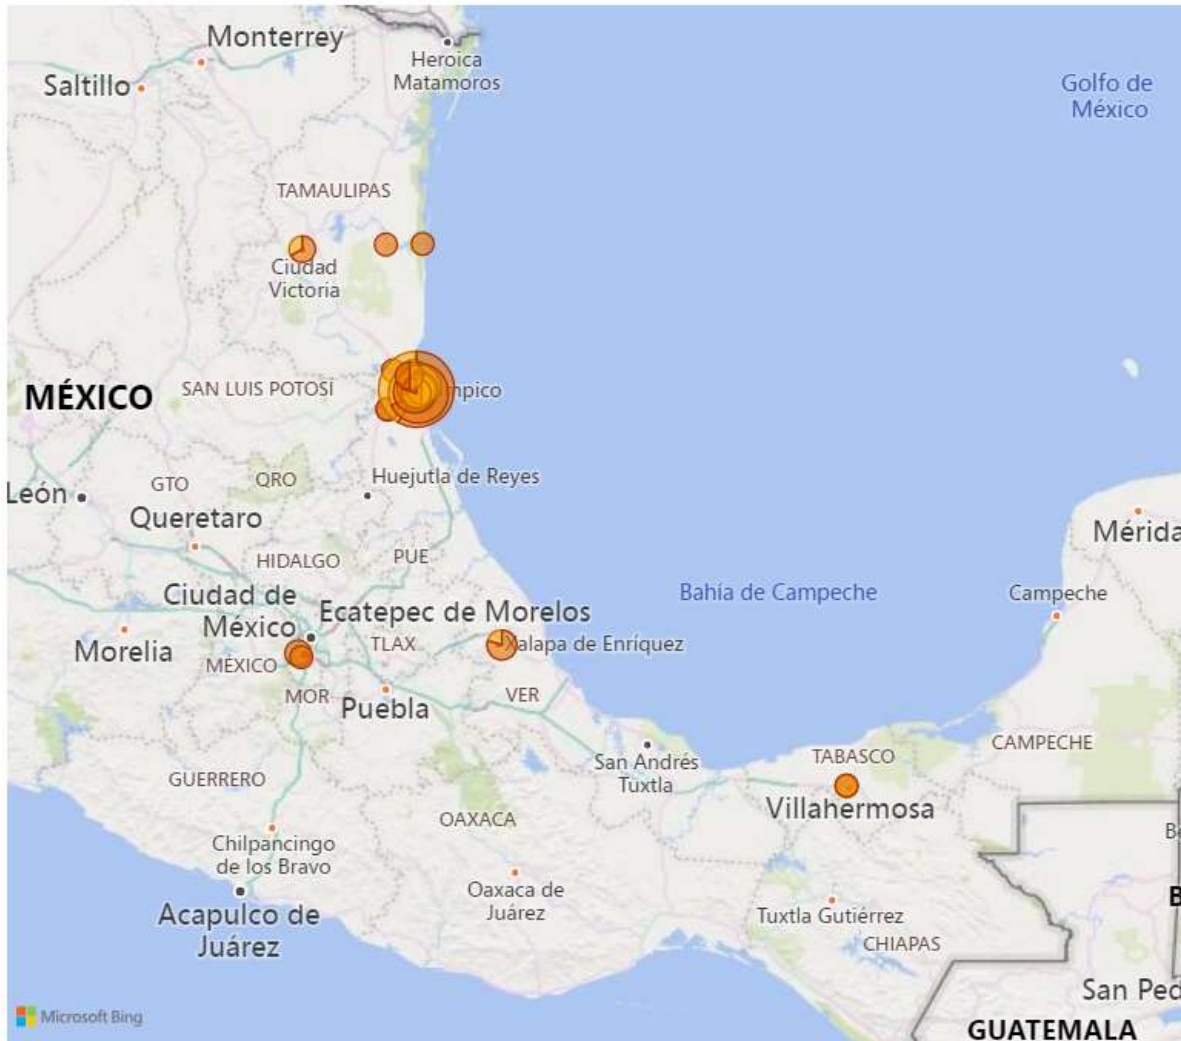 Monterrey
Heroica
Matamoros
Saltillo
Golfo de
México
TAMAULIPAS
Ciudad
Victoria
SAN LUIS POTOSÍ
MÉXICO
mpico
Huejutla de Reyes
GTO
QRO
León
Queretaro
Mérida
HIDALGO
PUE
Ciudad de
México
Ecatepec de Morelos
Bahía de Campeche
Campeche
Morelia
MÉXICO
TLAX
Xalapa de Enríquez
MOR
Puebla
VER
San Andrés
Tuxtla
TABASCO
CAMPECHE
GUERRERO
Villahermosa
OAXACA
Chilpancingo
de los Bravo
Oaxaca de
Juárez
Acapulco de
Juárez
Tuxtla Gutiérrez
CHIAPAS
B
San Ped
Microsoft Bing
GUATEMALA